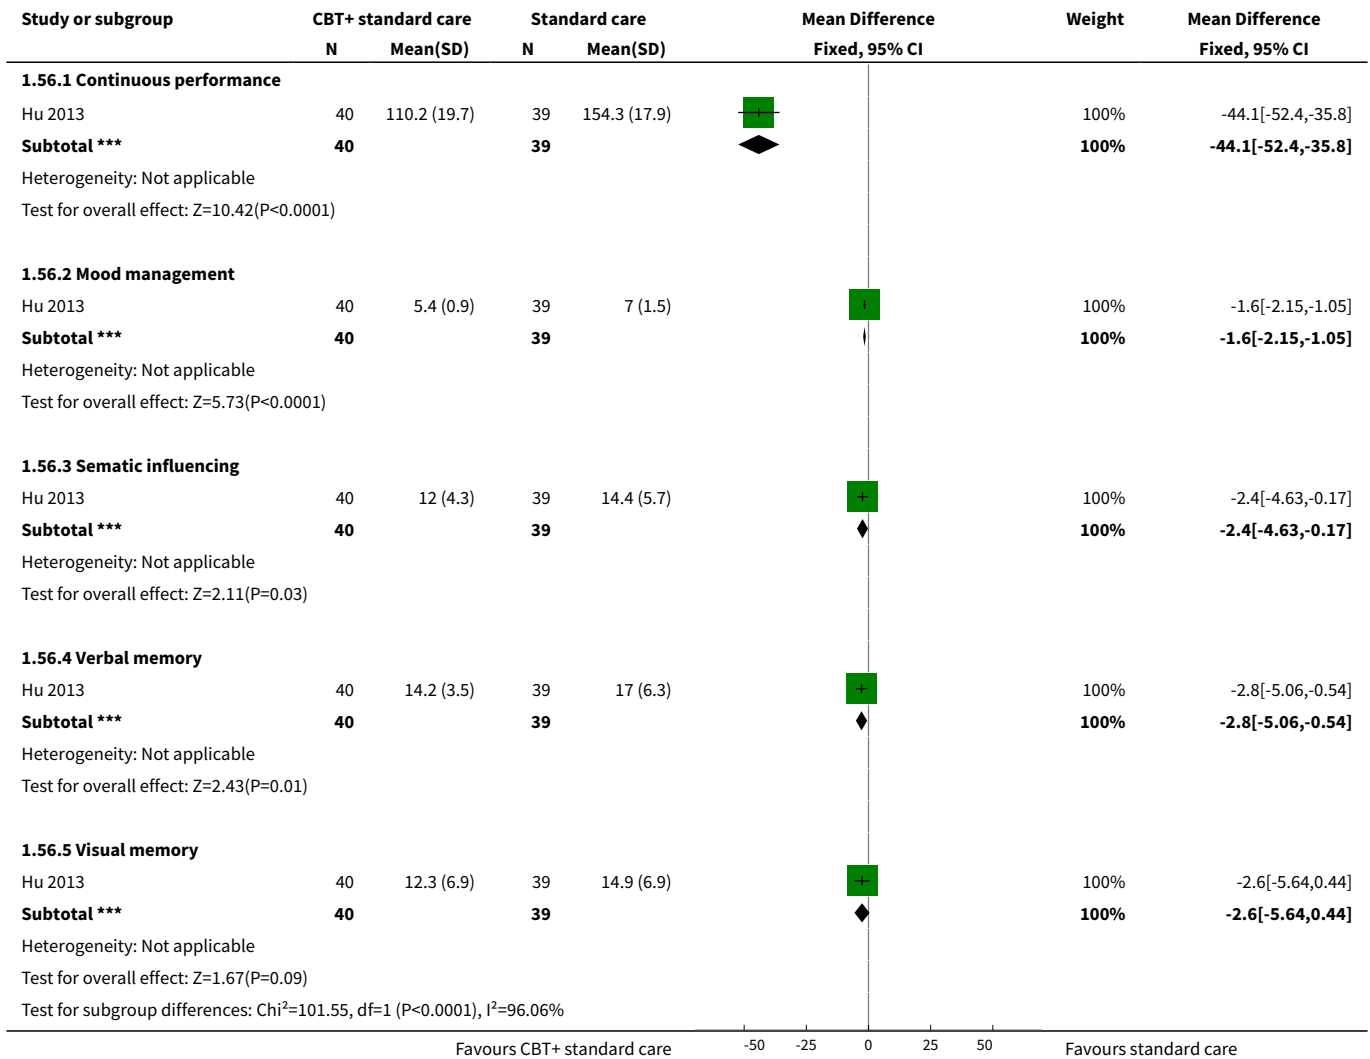 Study or subgroup CBT+ standard care Standard care Mean Difference Weight Mean Difference
N Mean(SD) N Mean(SD) Fixed, 95% CI Fixed, 95% CI
1.56.1 Continuous performance
Hu 2013 40 110.2 (19.7) 39 154.3 (17.9) 100% -44.1[-52.4,-35.8]
Subtotal *** 40 39 100% -44.1[-52.4,-35.8]
Heterogeneity: Not applicable
Test for overall effect: Z=10.42(P<0.0001)
1.56.2 Mood management
Hu 2013 40 5.4 (0.9) 39 7 (1.5) 100% -1.6[-2.15,-1.05]
Subtotal *** 40 39 100% -1.6[-2.15,-1.05]
Heterogeneity: Not applicable
Test for overall effect: Z=5.73(P<0.0001)
1.56.3 Sematic influencing
Hu 2013 40 12 (4.3) 39 14.4 (5.7) 100% -2.4[-4.63,-0.17]
Subtotal *** 40 39 100% -2.4[-4.63,-0.17]
Heterogeneity: Not applicable
Test for overall effect: Z=2.11(P=0.03)
1.56.4 Verbal memory
Hu 2013 40 14.2 (3.5) 39 17 (6.3) 100% -2.8[-5.06,-0.54]
Subtotal *** 40 39 100% -2.8[-5.06,-0.54]
Heterogeneity: Not applicable
Test for overall effect: Z=2.43(P=0.01)
1.56.5 Visual memory
Hu 2013 40 12.3 (6.9) 39 14.9 (6.9) 100% -2.6[-5.64,0.44]
Subtotal *** 40 39 100% -2.6[-5.64,0.44]
Heterogeneity: Not applicable
Test for overall effect: Z=1.67(P=0.09)
Test for subgroup differences: Chi²=101.55, df=1 (P<0.0001), I²=96.06%
Favours CBT+ standard care -50 -25 0 25 50 Favours standard care